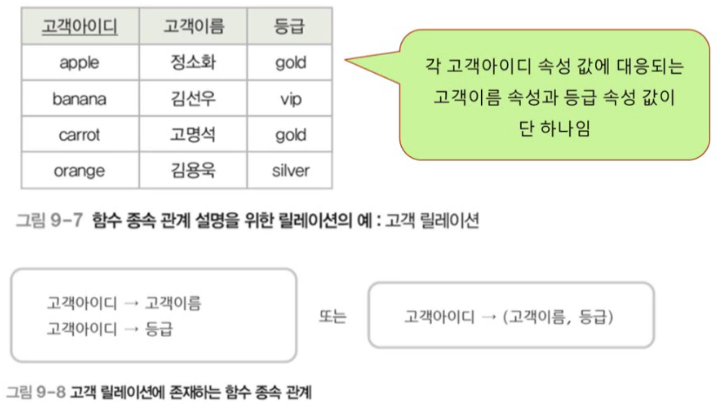 고객아이디 고객이름 등급
apple 정소화 gold
banana 김선우 vip
carrot 고명석 gold
orange 김용욱 silver
각 고객아이디 속성 값에 대응되는
고객이름 속성과 등급 속성 값이
단 하나임
그림 9-7 함수 종속 관계 설명을 위한 릴레이션의 예 : 고객 릴레이션
고객아이디 → 고객이름
고객아이디 → 등급
또는
고객아이디 → (고객이름, 등급)
그림 9-8 고객 릴레이션에 존재하는 함수 종속 관계